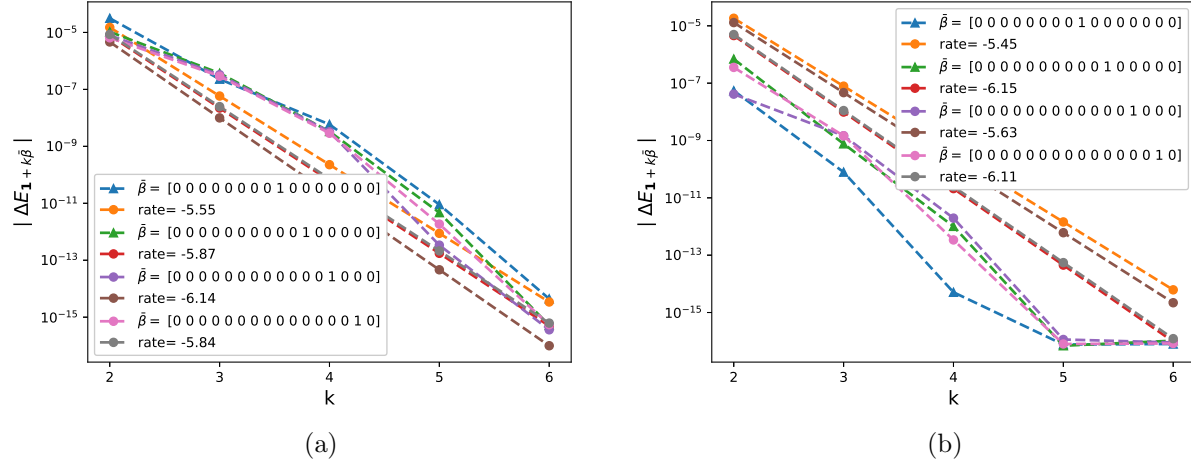 10⁻⁵
10⁻⁷
10⁻⁹
10⁻¹¹
10⁻¹³
10⁻¹⁵
| ΔE₁ ₊ ₖβ̄ |
β̄ = [0 0 0 0 0 0 0 0 1 0 0 0 0 0 0 0]
rate= -5.55
β̄ = [0 0 0 0 0 0 0 0 0 0 1 0 0 0 0 0]
rate= -5.87
β̄ = [0 0 0 0 0 0 0 0 0 0 0 0 1 0 0 0]
rate= -6.14
β̄ = [0 0 0 0 0 0 0 0 0 0 0 0 0 0 1 0]
rate= -5.84
2 3 4 5 6
k
(a)
10⁻⁵
10⁻⁷
10⁻⁹
10⁻¹¹
10⁻¹³
10⁻¹⁵
| ΔE₁ ₊ ₖβ̄ |
β̄ = [0 0 0 0 0 0 0 0 1 0 0 0 0 0 0 0]
rate= -5.45
β̄ = [0 0 0 0 0 0 0 0 0 0 1 0 0 0 0 0]
rate= -6.15
β̄ = [0 0 0 0 0 0 0 0 0 0 0 0 1 0 0 0]
rate= -5.63
β̄ = [0 0 0 0 0 0 0 0 0 0 0 0 0 0 1 0]
rate= -6.11
2 3 4 5 6
k
(b)